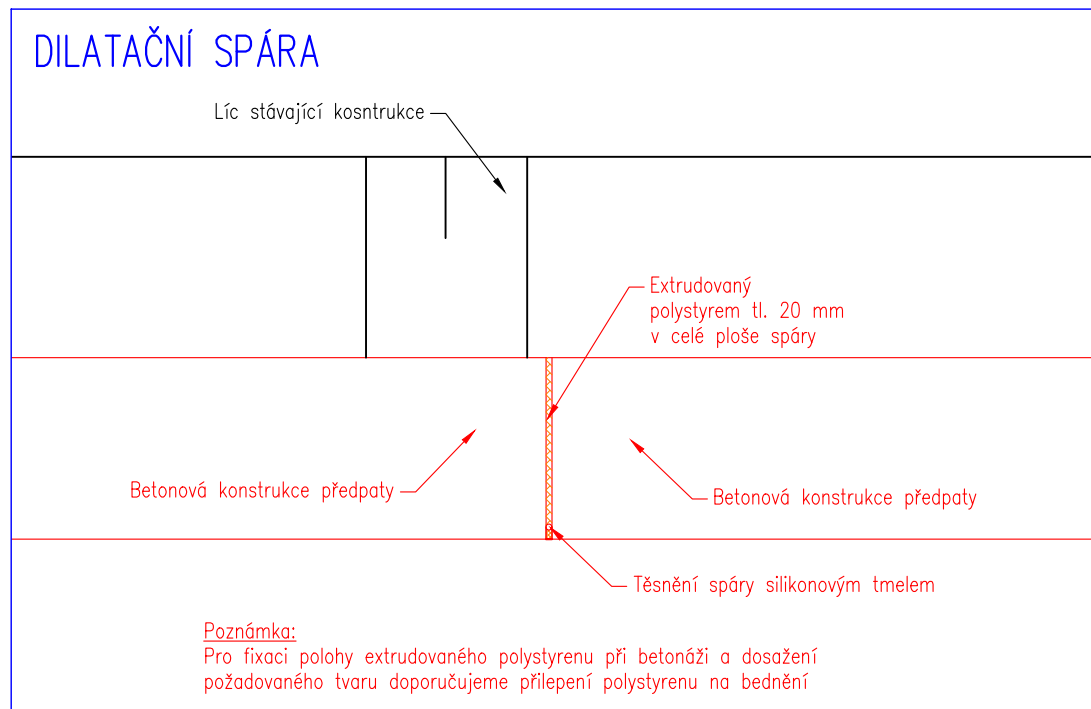 DILATAČNÍ SPÁRA
Líc stávající kosntrukce
Extrudovaný
polystyrem tl. 20 mm
v celé ploše spáry
Betonová konstrukce předpaty
Betonová konstrukce předpaty
Těsnění spáry silikonovým tmelem
Poznámka:
Pro fixaci polohy extrudovaného polystyrenu při betonáži a dosažení
požadovaného tvaru doporučujeme přilepení polystyrenu na bednění